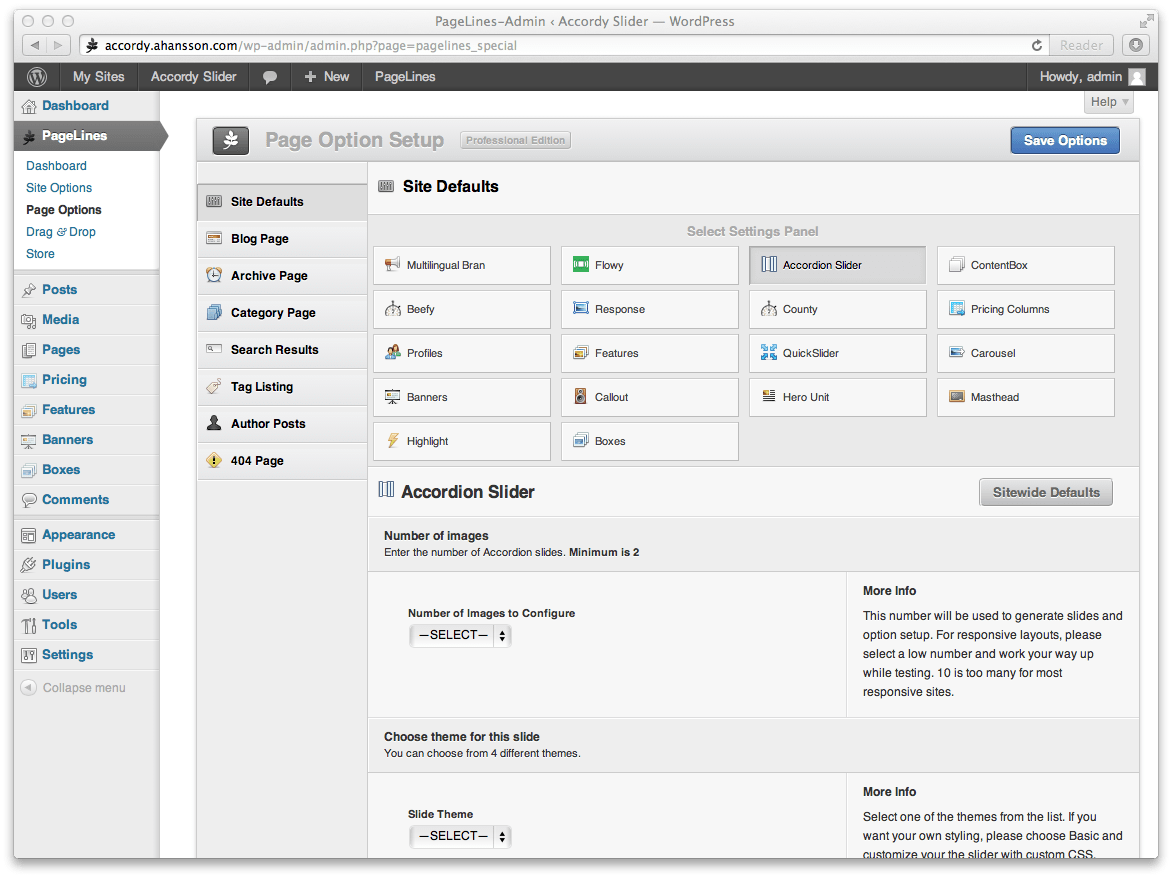 PageLines-Admin ‹ Accordy Slider — WordPress
accordy.ahansson.com/wp-admin/admin.php?page=pagelines_special
Reader
My Sites
Accordy Slider
+ New
PageLines
Howdy, admin
Help
Dashboard
PageLines
Dashboard
Site Options
Page Options
Drag & Drop
Store
Posts
Media
Pages
Pricing
Features
Banners
Boxes
Comments
Appearance
Plugins
Users
Tools
Settings
Collapse menu
Page Option Setup
Professional Edition
Save Options
Site Defaults
Blog Page
Archive Page
Category Page
Search Results
Tag Listing
Author Posts
404 Page
Site Defaults
Select Settings Panel
Multilingual Bran
Flowy
Accordion Slider
ContentBox
Beefy
Response
County
Pricing Columns
Profiles
Features
QuickSlider
Carousel
Banners
Callout
Hero Unit
Masthead
Highlight
Boxes
Accordion Slider
Sitewide Defaults
Number of images
Enter the number of Accordion slides. Minimum is 2
Number of Images to Configure
—SELECT—
More Info
This number will be used to generate slides and
option setup. For responsive layouts, please
select a low number and work your way up
while testing. 10 is too many for most
responsive sites.
Choose theme for this slide
You can choose from 4 different themes.
Slide Theme
—SELECT—
More Info
Select one of the themes from the list. If you
want your own styling, please choose Basic and
customize your the slider with custom CSS.